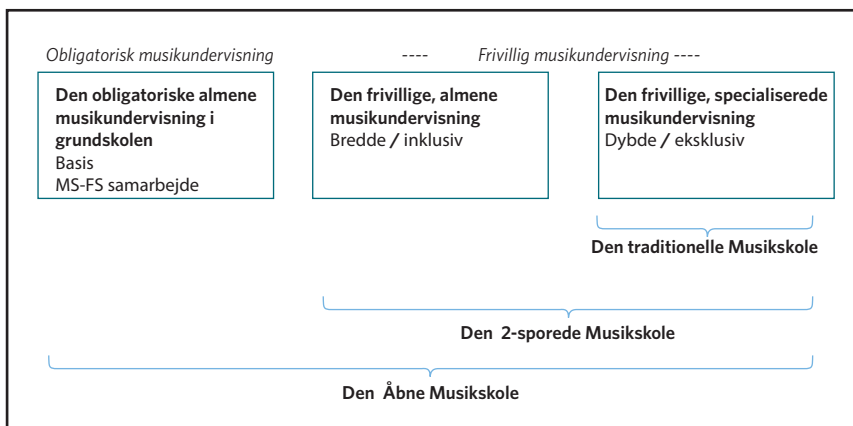 Obligatorisk musikundervisning ---- Frivillig musikundervisning ----
Den obligatoriske almene
musikundervisning i
grundskolen
Basis
MS-FS samarbejde
Den frivillige, almene
musikundervisning
Bredde / inklusiv
Den frivillige, specialiserede
musikundervisning
Dybde / eksklusiv
Den traditionelle Musikskole
Den 2-sporede Musikskole
Den Åbne Musikskole